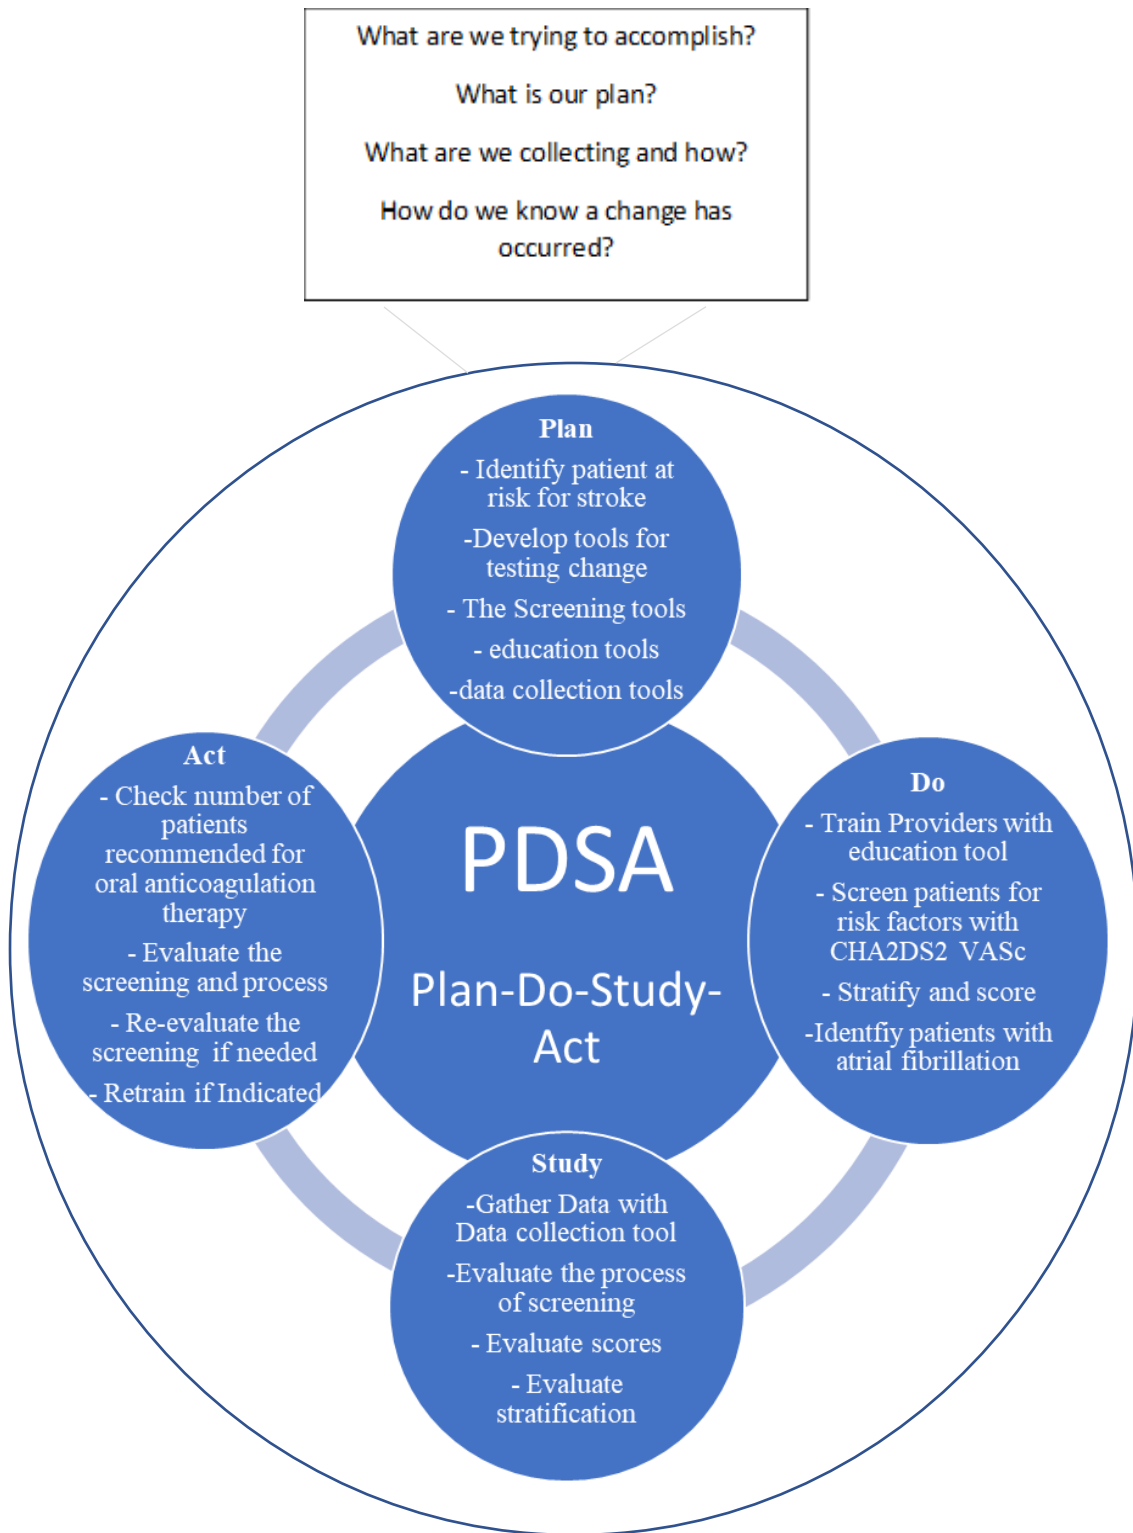 What are we trying to accomplish?
What is our plan?
What are we collecting and how?
How do we know a change has
occurred?
Plan
- Identify patient at
risk for stroke
-Develop tools for
testing change
- The Screening tools
- education tools
-data collection tools
Do
- Train Providers with
education tool
- Screen patients for
risk factors with
CHA2DS2 VASc
- Stratify and score
-Identfiy patients with
atrial fibrillation
Study
-Gather Data with
Data collection tool
-Evaluate the process
of screening
- Evaluate scores
- Evaluate
stratification
Act
- Check number of
patients
recommended for
oral anticoagulation
therapy
- Evaluate the
screening and process
- Re-evaluate the
screening if needed
- Retrain if Indicated
PDSA
Plan-Do-Study-
Act